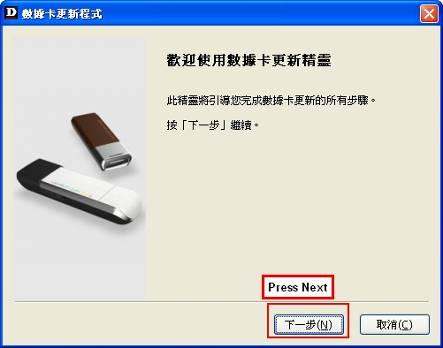 D 數據卡更新程式
歡迎使用數據卡更新精靈
此精靈將引導您完成數據卡更新的所有步驟。
按「下一步」繼續。
Press Next
下一步(N)
取消(C)